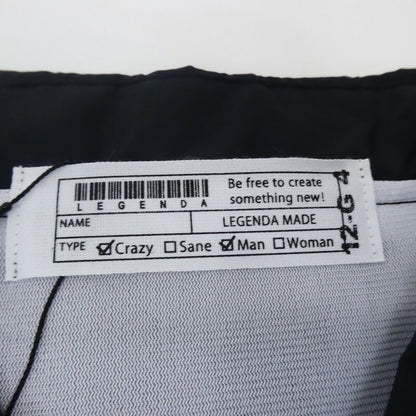 Be free to create
something new!
LEGENDA
NAME
LEGENDA MADE
TYPE ☑Crazy ☐Sane ☑Man ☐Woman
12-G 4